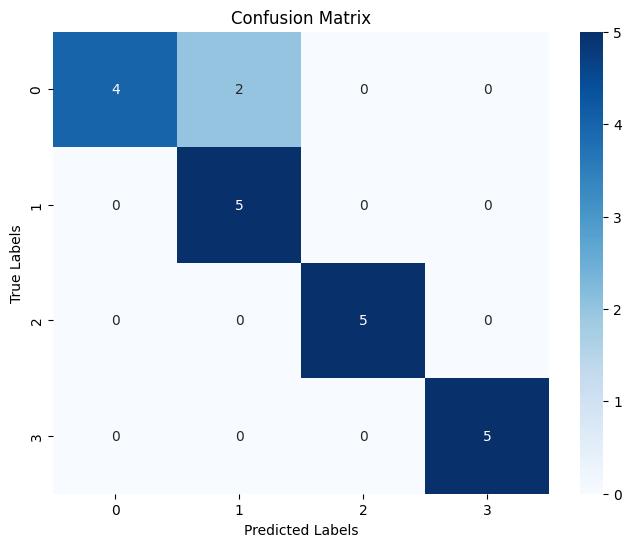 Confusion Matrix
True Labels
0 4 2 0 0
1 0 5 0 0
2 0 0 5 0
3 0 0 0 5
0 1 2 3
Predicted Labels
5
4
3
2
1
0